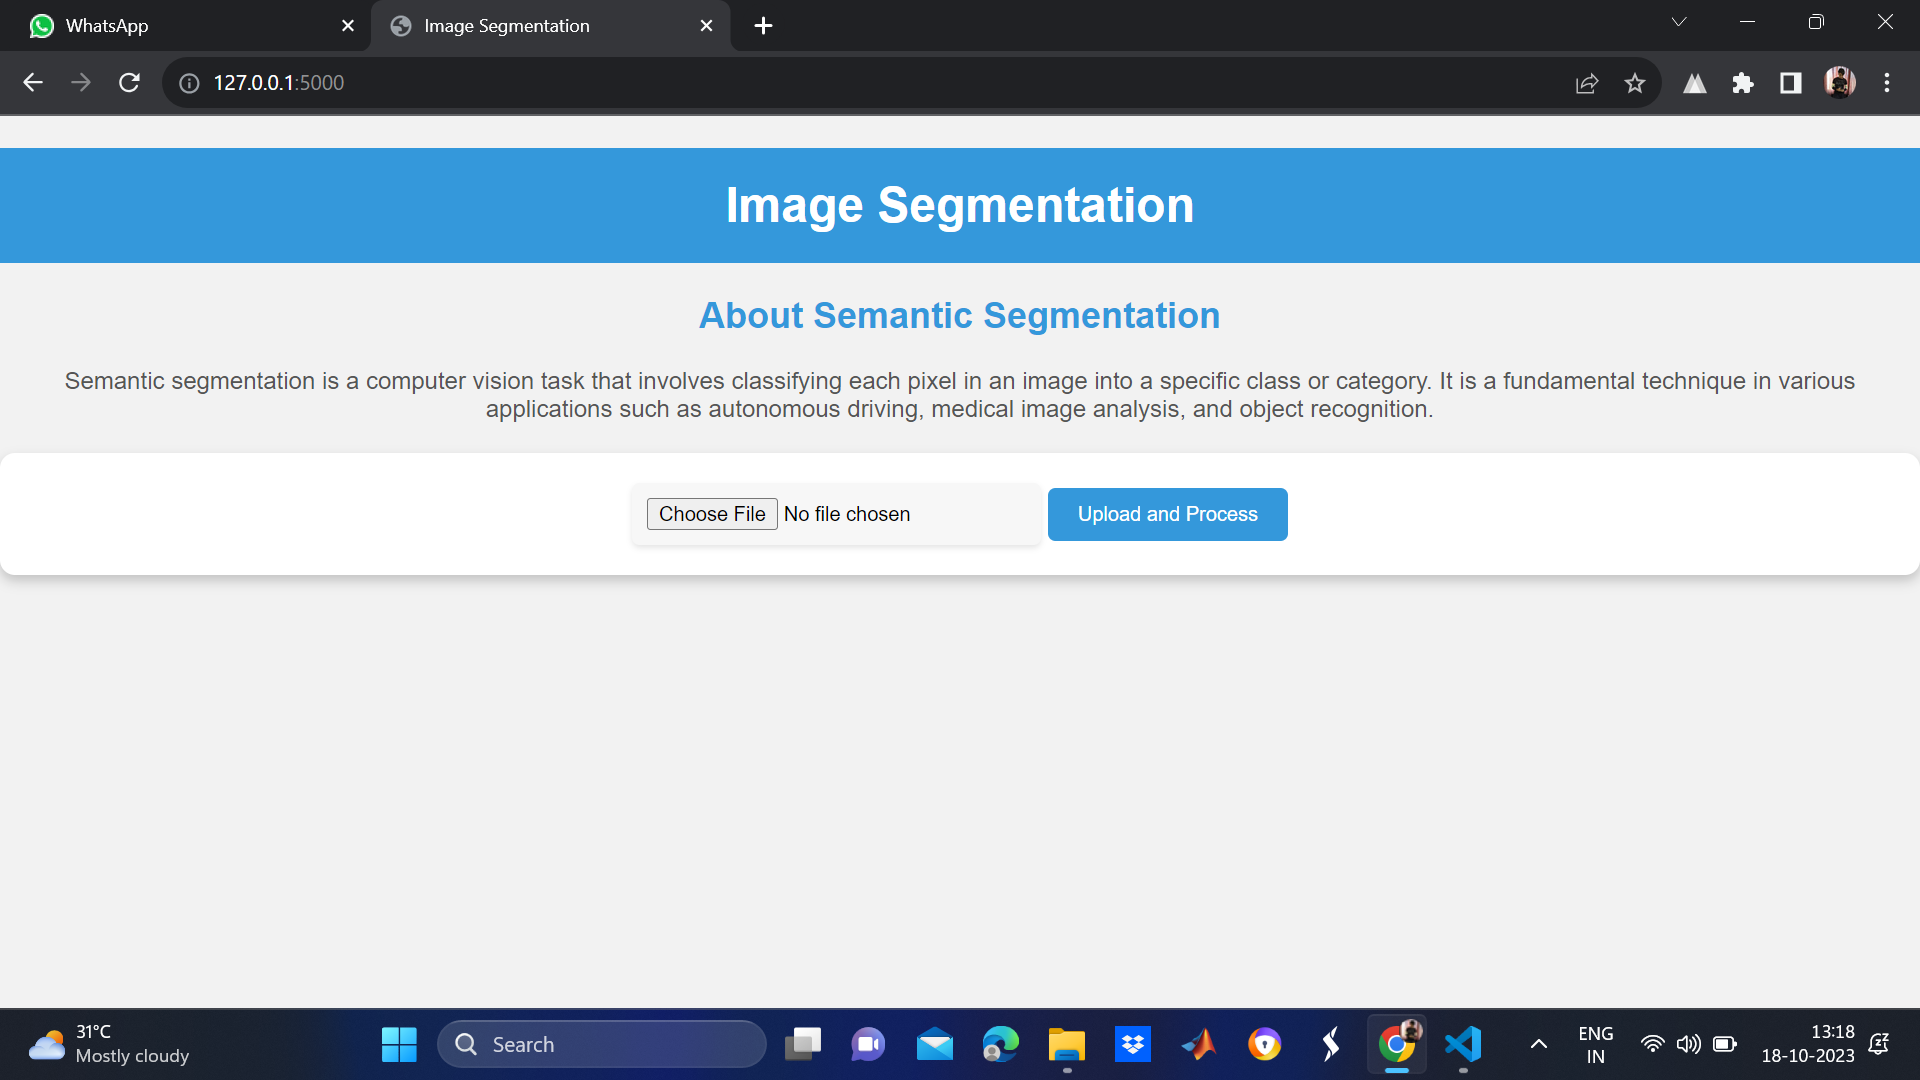 WhatsApp
Image Segmentation
127.0.0.1:5000
Image Segmentation
About Semantic Segmentation
Semantic segmentation is a computer vision task that involves classifying each pixel in an image into a specific class or category. It is a fundamental technique in various
applications such as autonomous driving, medical image analysis, and object recognition.
Choose File No file chosen
Upload and Process
31°C
Mostly cloudy
Search
ENG
IN
13:18
18-10-2023